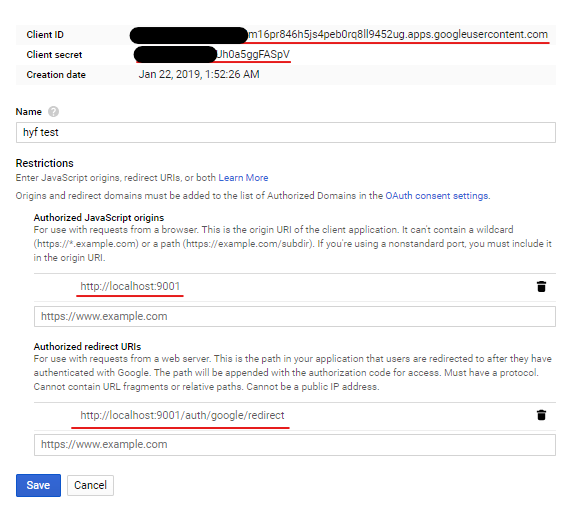 Client ID m16pr846h5js4peb0rq8ll9452ug.apps.googleusercontent.com
Client secret Uh0a5ggFASpV
Creation date Jan 22, 2019, 1:52:26 AM
Name
hyf test
Restrictions
Enter JavaScript origins, redirect URIs, or both Learn More
Origins and redirect domains must be added to the list of Authorized Domains in the OAuth consent settings.
Authorized JavaScript origins
For use with requests from a browser. This is the origin URI of the client application. It can't contain a wildcard
(https://*.example.com) or a path (https://example.com/subdir). If you're using a nonstandard port, you must include it
in the origin URI.
http://localhost:9001
https://www.example.com
Authorized redirect URIs
For use with requests from a web server. This is the path in your application that users are redirected to after they have
authenticated with Google. The path will be appended with the authorization code for access. Must have a protocol.
Cannot contain URL fragments or relative paths. Cannot be a public IP address.
http://localhost:9001/auth/google/redirect
https://www.example.com
Save Cancel